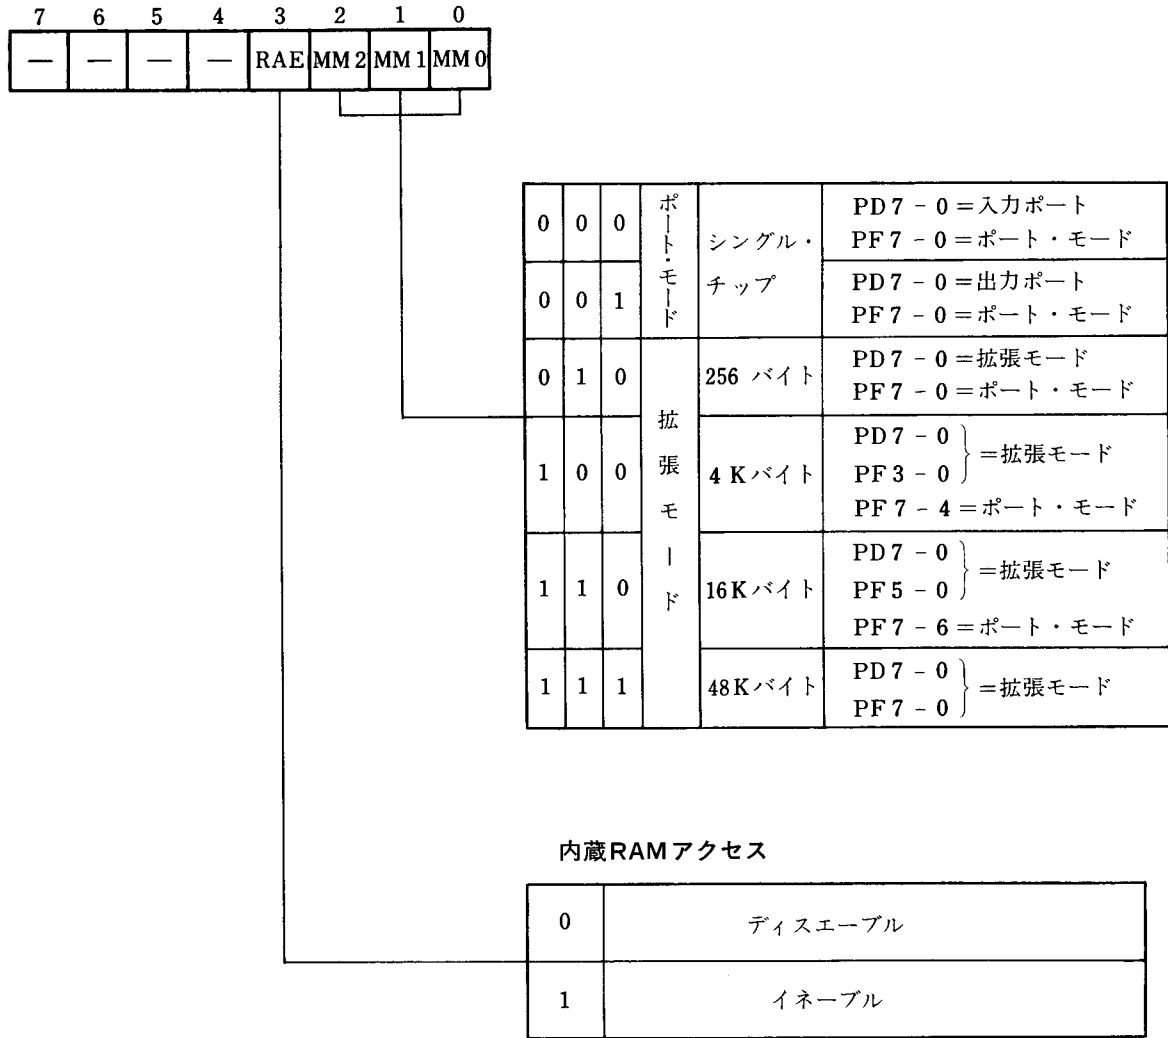 7 6 5 4 3 2 1 0
— — — — RAE MM2 MM1 MM0
0 0 0 ポート・モード シングル・チップ PD7-0=入力ポート
PF7-0=ポート・モード
0 0 1 PD7-0=出力ポート
PF7-0=ポート・モード
0 1 0 拡張モード 256 バイト PD7-0=拡張モード
PF7-0=ポート・モード
1 0 0 4Kバイト PD7-0
PF3-0 } =拡張モード
PF7-4=ポート・モード
1 1 0 16Kバイト PD7-0
PF5-0 } =拡張モード
PF7-6=ポート・モード
1 1 1 48Kバイト PD7-0
PF7-0 } =拡張モード
内蔵RAMアクセス
0 ディスエーブル
1 イネーブル